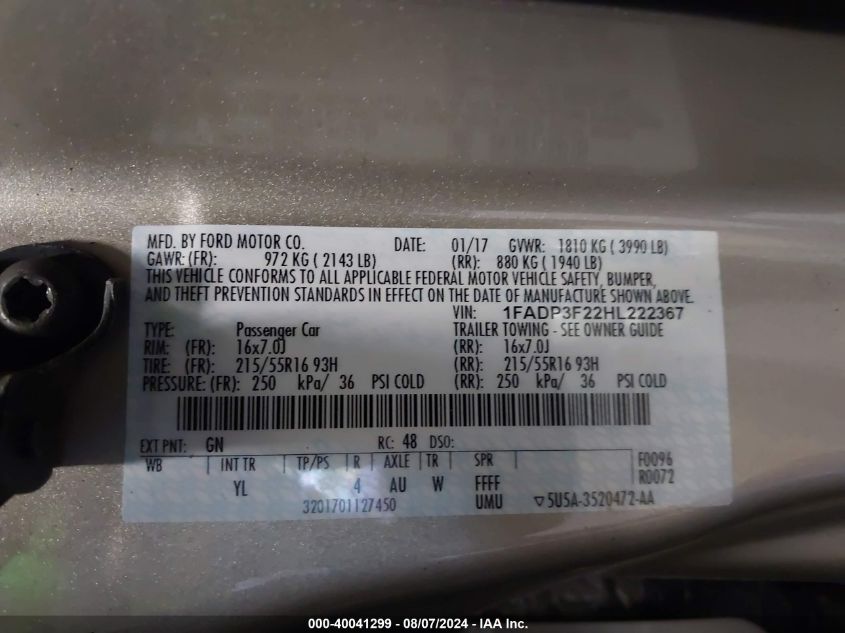 MFD. BY FORD MOTOR CO. DATE: 01/17 GVWR: 1810 KG ( 3990 LB)
GAWR: (FR): 972 KG ( 2143 LB) (RR): 880 KG ( 1940 LB)
THIS VEHICLE CONFORMS TO ALL APPLICABLE FEDERAL MOTOR VEHICLE SAFETY, BUMPER,
AND THEFT PREVENTION STANDARDS IN EFFECT ON THE DATE OF MANUFACTURE SHOWN ABOVE.
VIN: 1FADP3F22HL222367
TYPE: Passenger Car TRAILER TOWING - SEE OWNER GUIDE
RIM: (FR): 16x7.0J (RR): 16x7.0J
TIRE: (FR): 215/55R16 93H (RR): 215/55R16 93H
PRESSURE: (FR): 250 kPa/ 36 PSI COLD (RR): 250 kPa/ 36 PSI COLD
EXT PNT: GN RC: 48 DSO:
WB INT TR TP/PS R AXLE TR SPR F0096
YL 4 AU W FFFF R0072
3201701127450 UMU ▽5U5A-3520472-AA
000-40041299 - 08/07/2024 - IAA Inc.